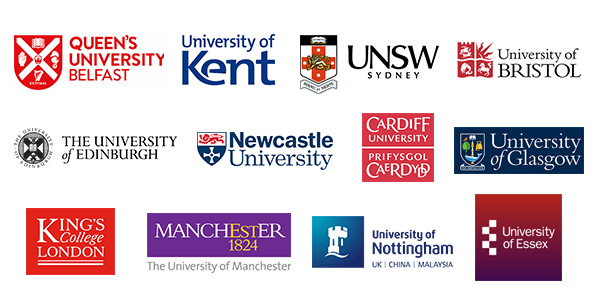 QUEEN'S
UNIVERSITY
BELFAST
University of
Kent
UNSW
SYDNEY
University of
BRISTOL
THE UNIVERSITY
of EDINBURGH
Newcastle
University
CARDIFF
UNIVERSITY
PRIFYSGOL
CAERDYDD
University
of Glasgow
KING'S
College
LONDON
MANCHESTER
1824
The University of Manchester
University of
Nottingham
UK | CHINA | MALAYSIA
University
of Essex